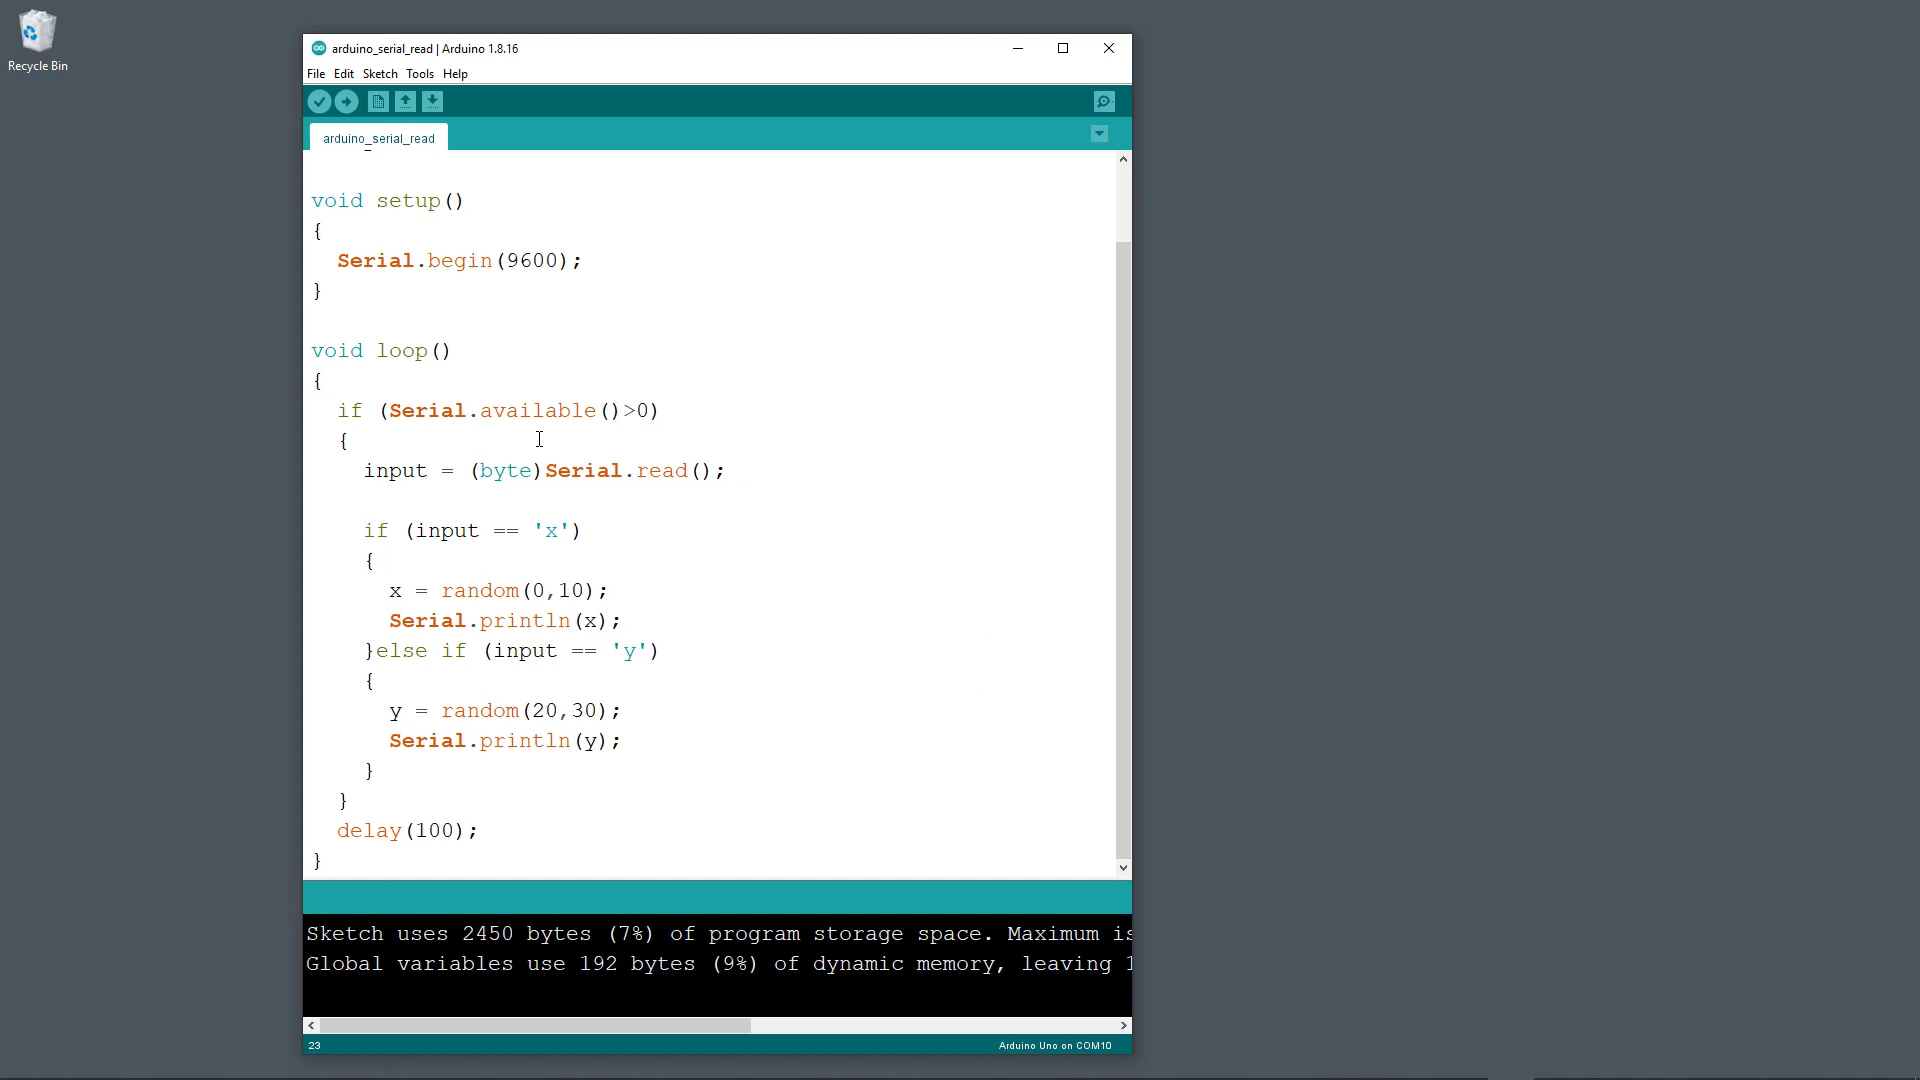 Recycle Bin
arduino_serial_read | Arduino 1.8.16
File Edit Sketch Tools Help
arduino_serial_read
void setup()
{
  Serial.begin(9600);
}
void loop()
{
  if (Serial.available()>0)
  {
    input = (byte)Serial.read();
    if (input == 'x')
    {
      x = random(0,10);
      Serial.println(x);
    }else if (input == 'y')
    {
      y = random(20,30);
      Serial.println(y);
    }
  }
  delay(100);
}
Sketch uses 2450 bytes (7%) of program storage space. Maximum is
Global variables use 192 bytes (9%) of dynamic memory, leaving 1
23
Arduino Uno on COM10